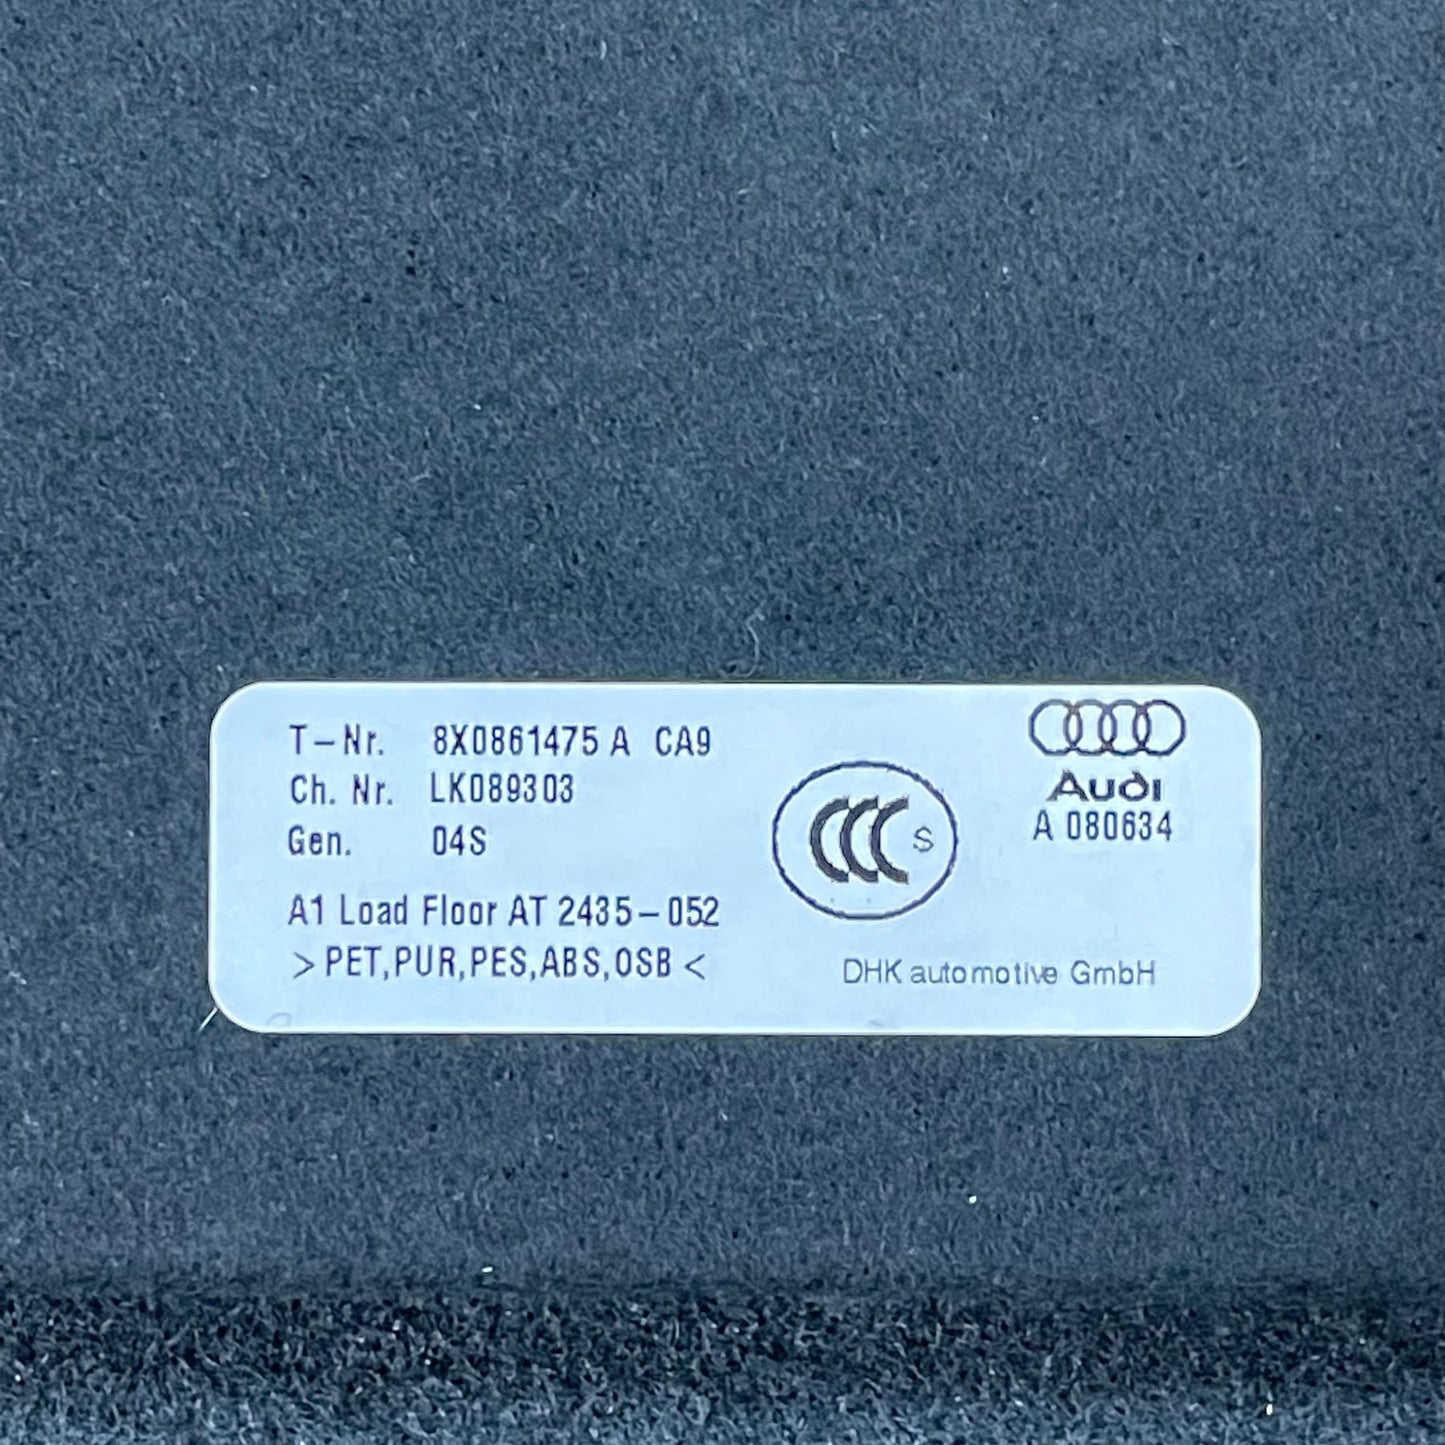 T-Nr. 8X0861475 A CA9
Ch. Nr. LK089303
Gen. 04S
A1 Load Floor AT 2435-052
>PET,PUR,PES,ABS,OSB<
CCC S
Audi
A 080634
DHK automotive GmbH